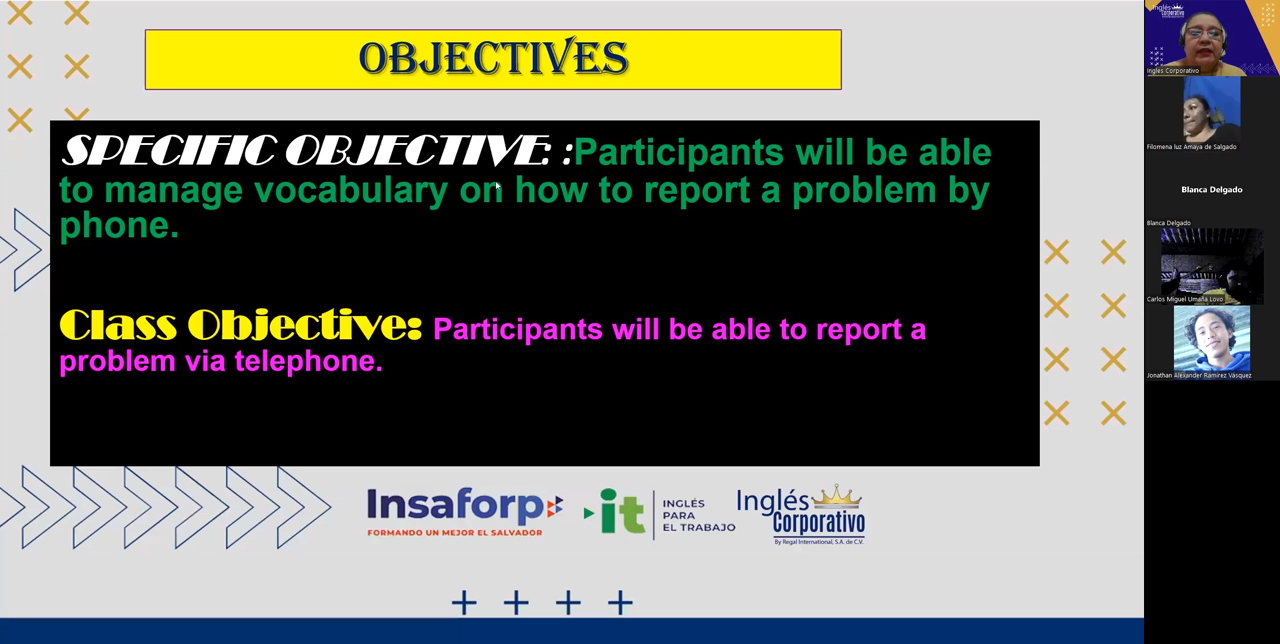 OBJECTIVES
SPECIFIC OBJECTIVE: :Participants will be able
to manage vocabulary on how to report a problem by
phone.
Class Objective: Participants will be able to report a
problem via telephone.
Insaforp
FORMANDO UN MEJOR EL SALVADOR
it
INGLÉS
PARA
EL TRABAJO
Inglés
Corporativo
By Regal International, S.A. de C.V.
Inglés
Corporativo
Ingles Corporativo
Filomena luz Amaya de Salgado
Blanca Delgado
Blanca Delgado
Carlos Miguel Umaña Lovo
Jonathan Alexander Ramirez Vásquez